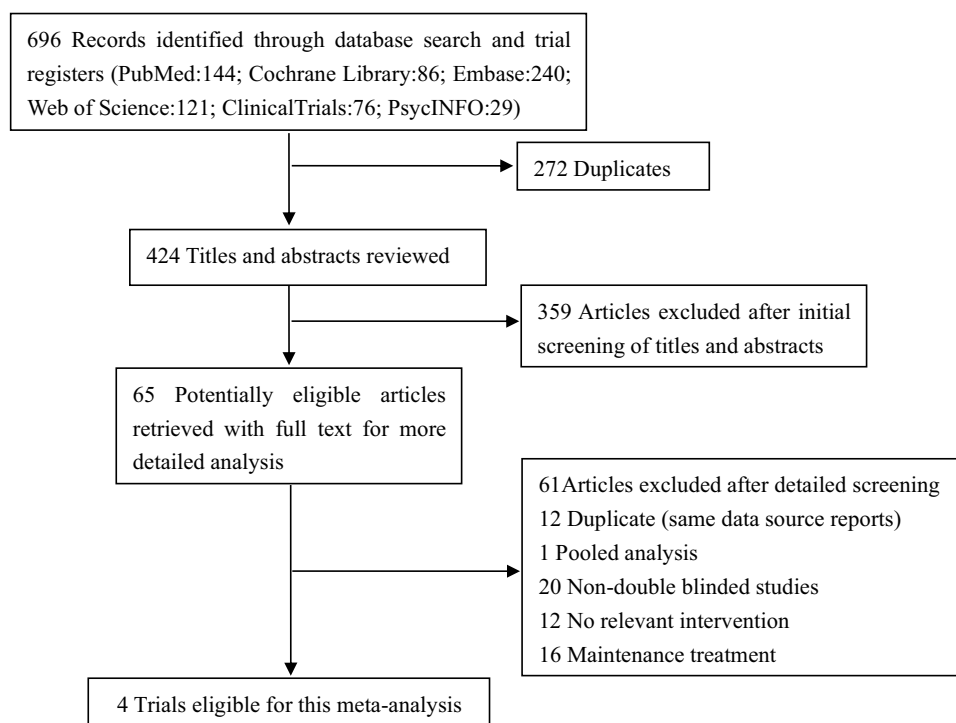 696 Records identified through database search and trial
registers (PubMed:144; Cochrane Library:86; Embase:240;
Web of Science:121; ClinicalTrials:76; PsycINFO:29)
272 Duplicates
424 Titles and abstracts reviewed
359 Articles excluded after initial
screening of titles and abstracts
65 Potentially eligible articles
retrieved with full text for more
detailed analysis
61Articles excluded after detailed screening
12 Duplicate (same data source reports)
1 Pooled analysis
20 Non-double blinded studies
12 No relevant intervention
16 Maintenance treatment
4 Trials eligible for this meta-analysis